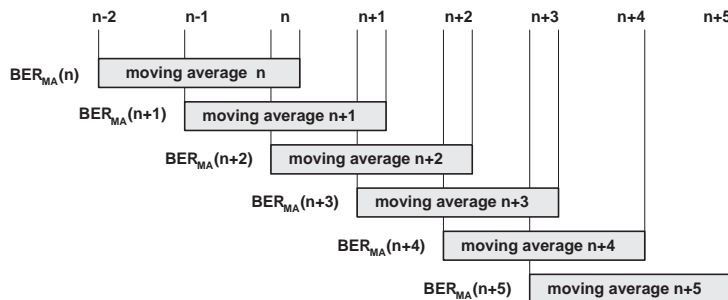 n-2 n-1 n n+1 n+2 n+3 n+4 n+5
BER_MA(n) moving average n
BER_MA(n+1) moving average n+1
BER_MA(n+2) moving average n+2
BER_MA(n+3) moving average n+3
BER_MA(n+4) moving average n+4
BER_MA(n+5) moving average n+5